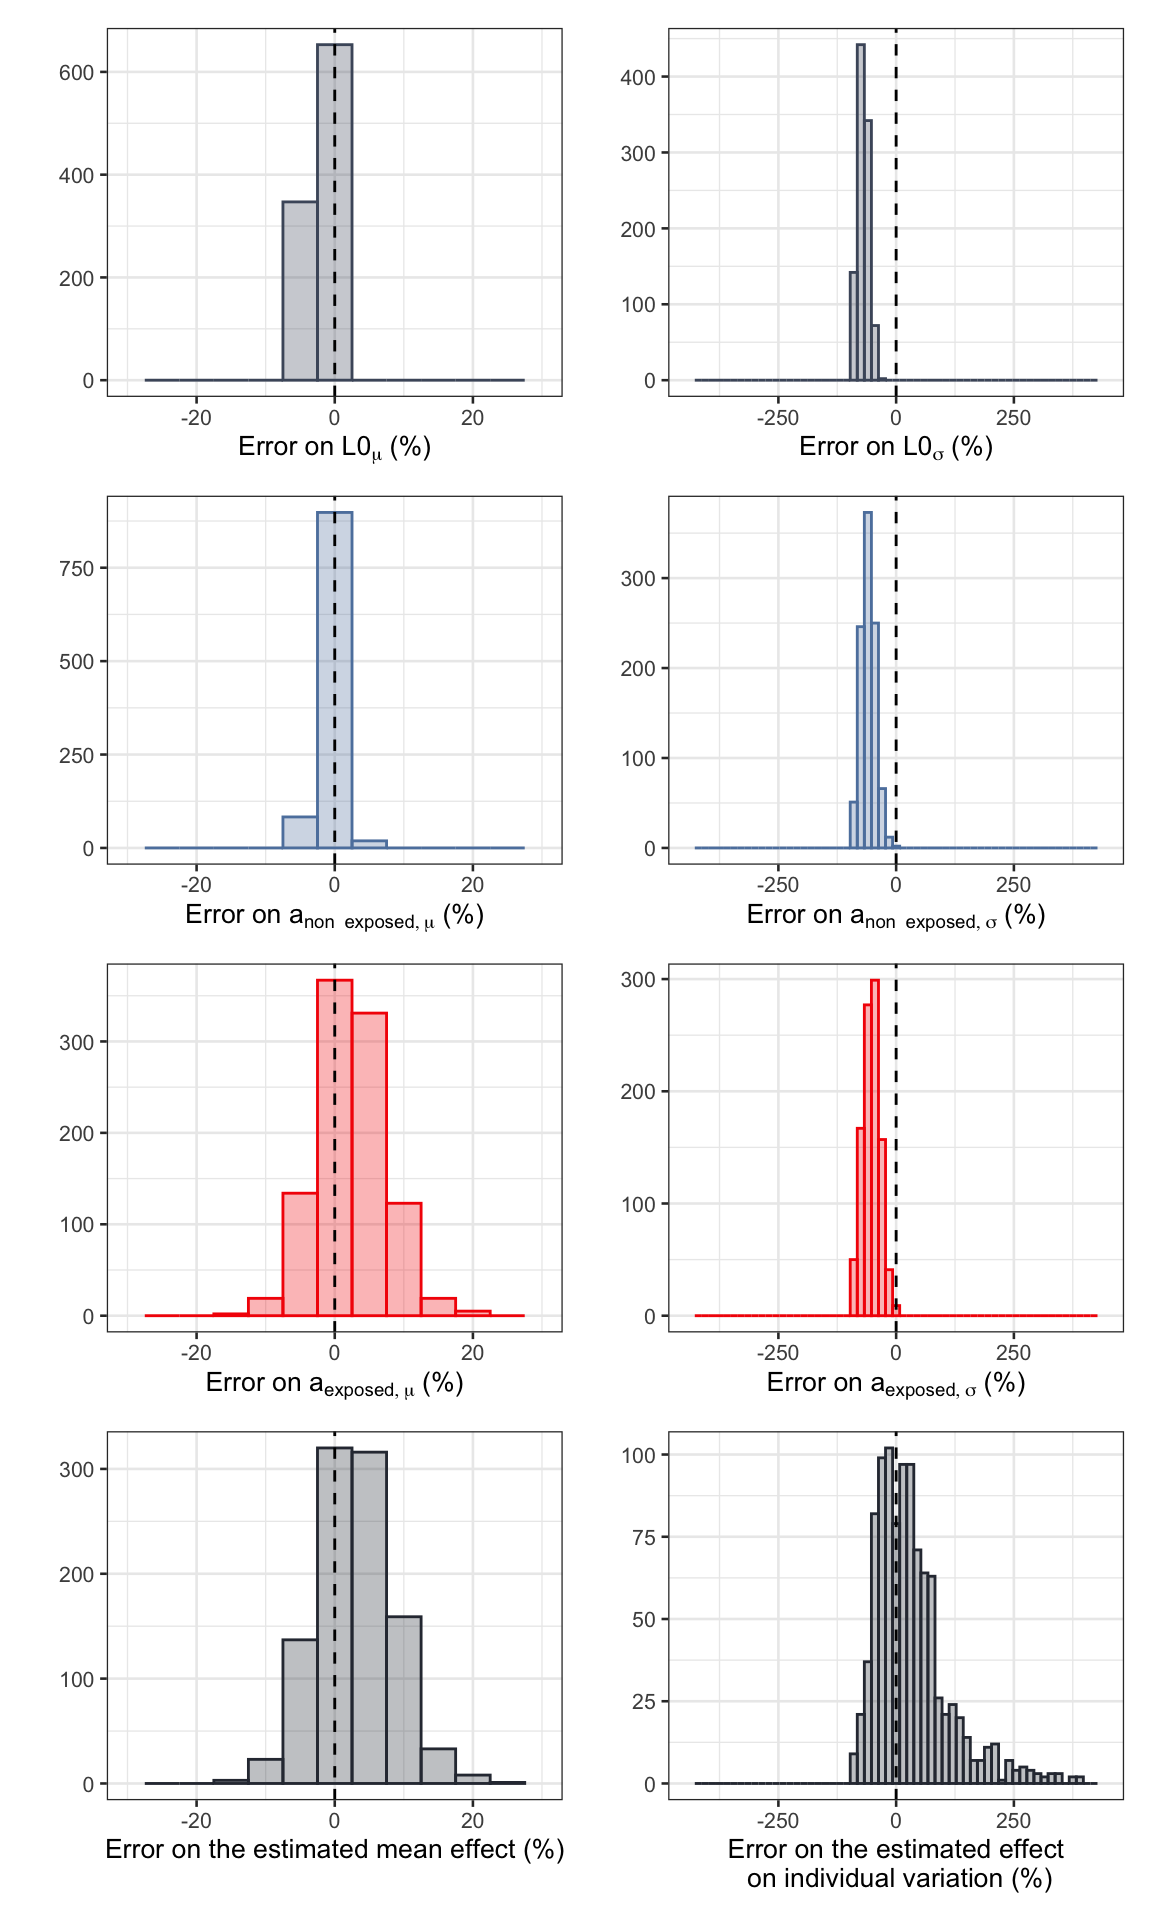 600
400
200
0
-20 0 20
Error on L0μ (%)
400
300
200
100
0
-250 0 250
Error on L0σ (%)
750
500
250
0
-20 0 20
Error on anon exposed, μ (%)
300
200
100
0
-250 0 250
Error on anon exposed, σ (%)
300
200
100
0
-20 0 20
Error on aexposed, μ (%)
300
200
100
0
-250 0 250
Error on aexposed, σ (%)
300
200
100
0
-20 0 20
Error on the estimated mean effect (%)
100
75
50
25
0
-250 0 250
Error on the estimated effect
on individual variation (%)